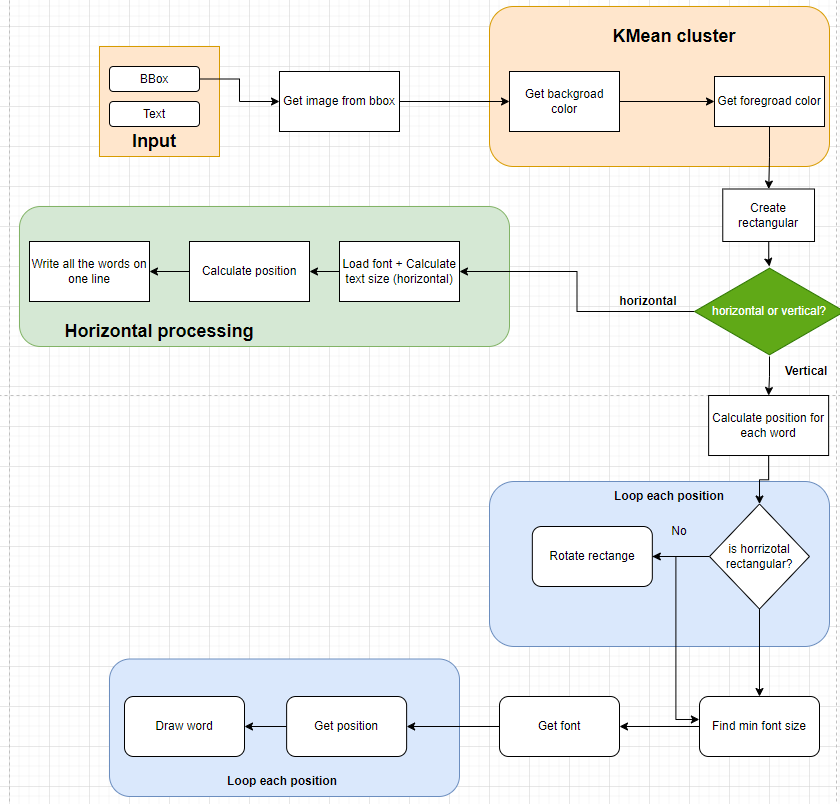 KMean cluster
BBox
Text
Input
Get image from bbox
Get backgroad
color
Get foregroad color
Create
rectangular
horizontal or vertical?
horizontal
Load font + Calculate
text size (horizontal)
Calculate position
Write all the words on
one line
Horizontal processing
Vertical
Calculate position for
each word
Loop each position
is horrizotal
rectangular?
No
Rotate rectange
Find min font size
Get font
Get position
Draw word
Loop each position